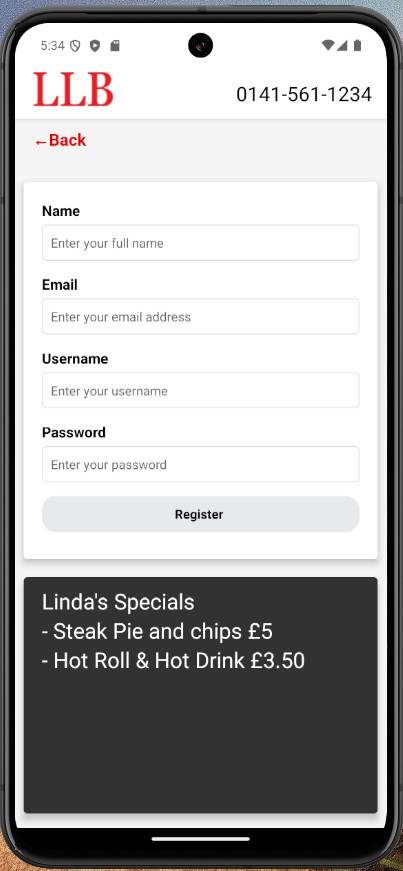 5:34
LLB
0141-561-1234
←Back
Name
Enter your full name
Email
Enter your email address
Username
Enter your username
Password
Enter your password
Register
Linda's Specials
- Steak Pie and chips £5
- Hot Roll & Hot Drink £3.50